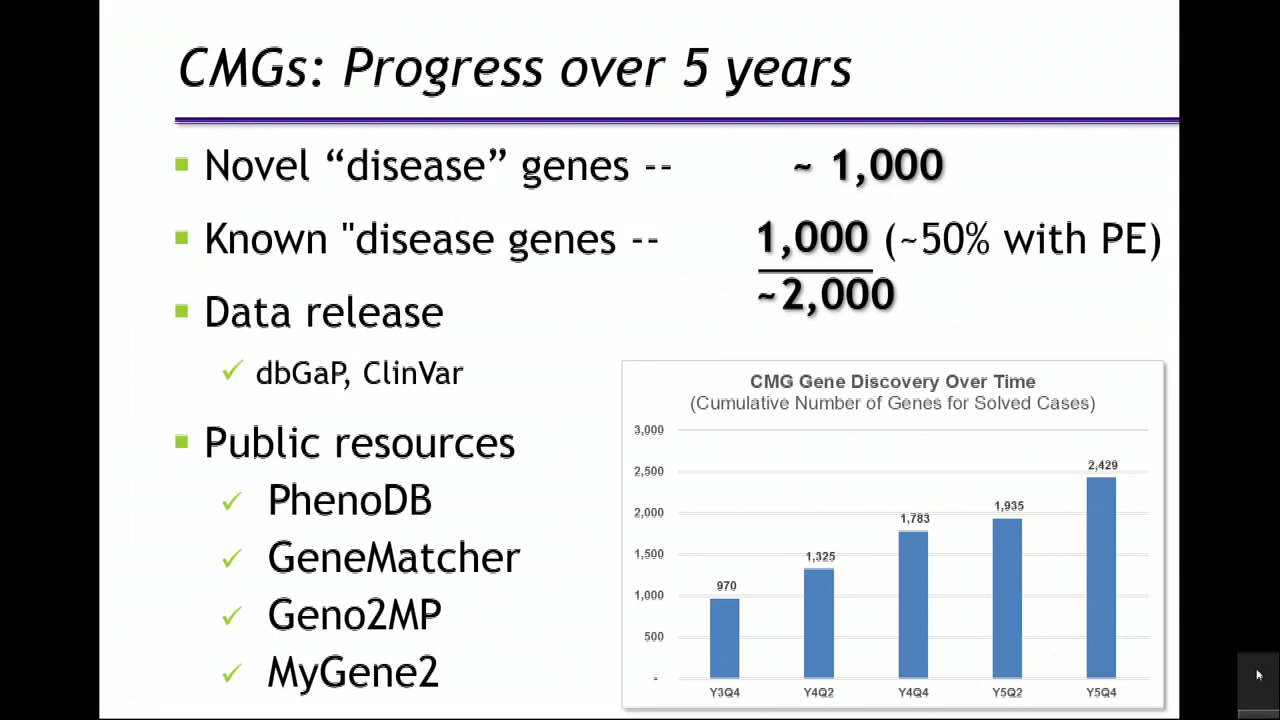 CMGs: Progress over 5 years
Novel “disease” genes -- ~ 1,000
Known "disease genes -- 1,000 (~50% with PE)
~2,000
Data release
dbGaP, ClinVar
Public resources
PhenoDB
GeneMatcher
Geno2MP
MyGene2
CMG Gene Discovery Over Time
(Cumulative Number of Genes for Solved Cases)
3,000
2,500
2,000
1,500
1,000
500
-
970
1,325
1,783
1,935
2,429
Y3Q4 Y4Q2 Y4Q4 Y5Q2 Y5Q4